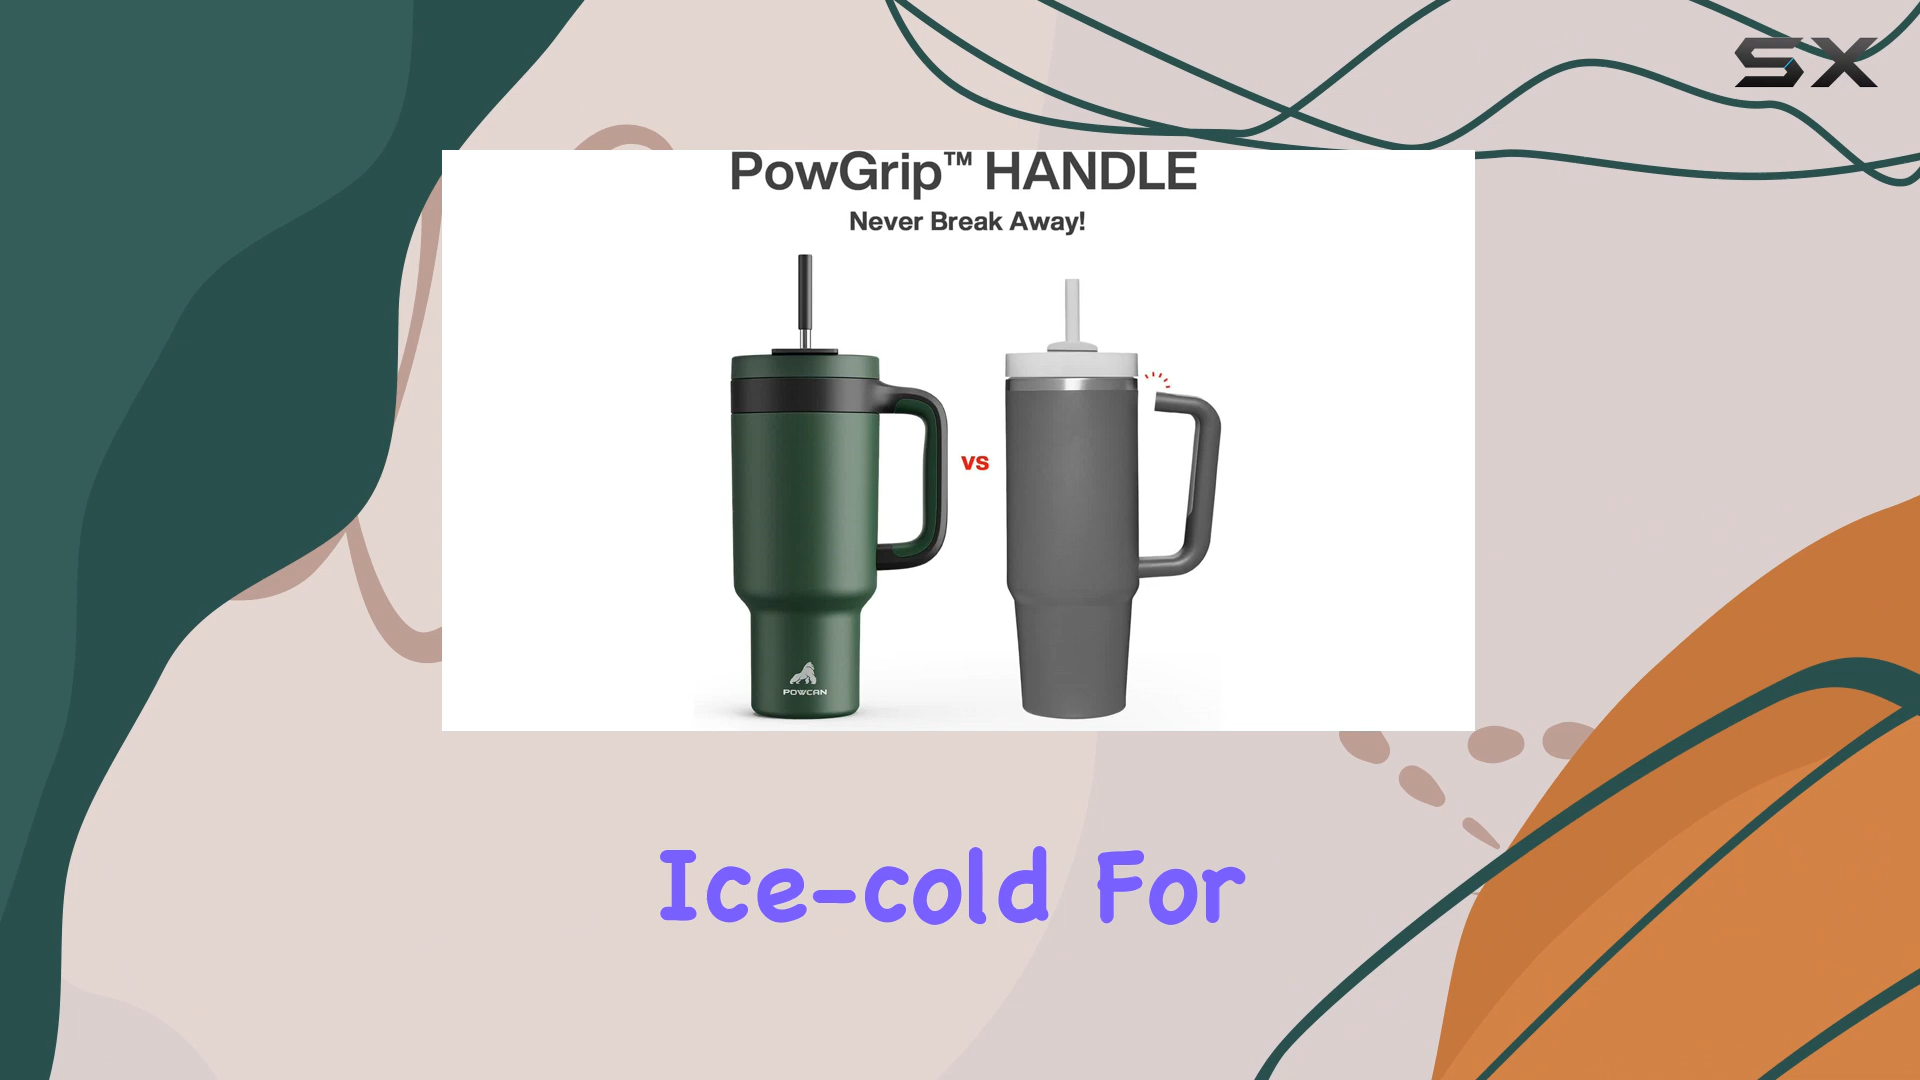 SX
PowGrip™ HANDLE
Never Break Away!
vs
POWCAN
Ice-cold For